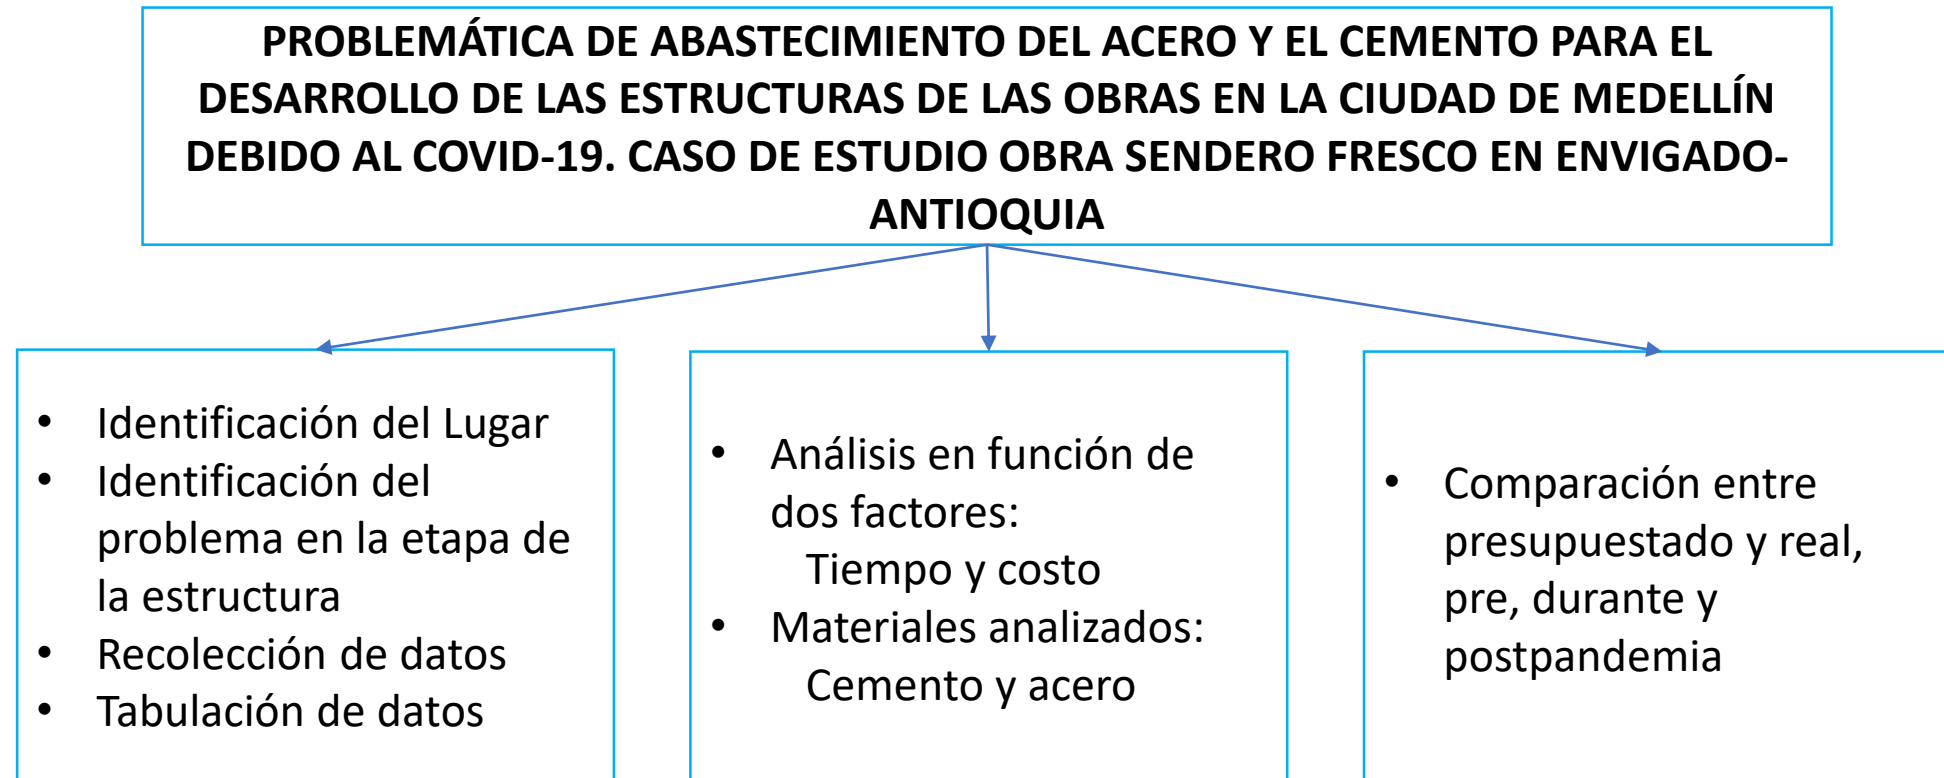 PROBLEMÁTICA DE ABASTECIMIENTO DEL ACERO Y EL CEMENTO PARA EL
DESARROLLO DE LAS ESTRUCTURAS DE LAS OBRAS EN LA CIUDAD DE MEDELLÍN
DEBIDO AL COVID-19. CASO DE ESTUDIO OBRA SENDERO FRESCO EN ENVIGADO-
ANTIOQUIA
• Identificación del Lugar
• Identificación del
problema en la etapa de
la estructura
• Recolección de datos
• Tabulación de datos
• Análisis en función de
dos factores:
Tiempo y costo
• Materiales analizados:
Cemento y acero
• Comparación entre
presupuestado y real,
pre, durante y
postpandemia